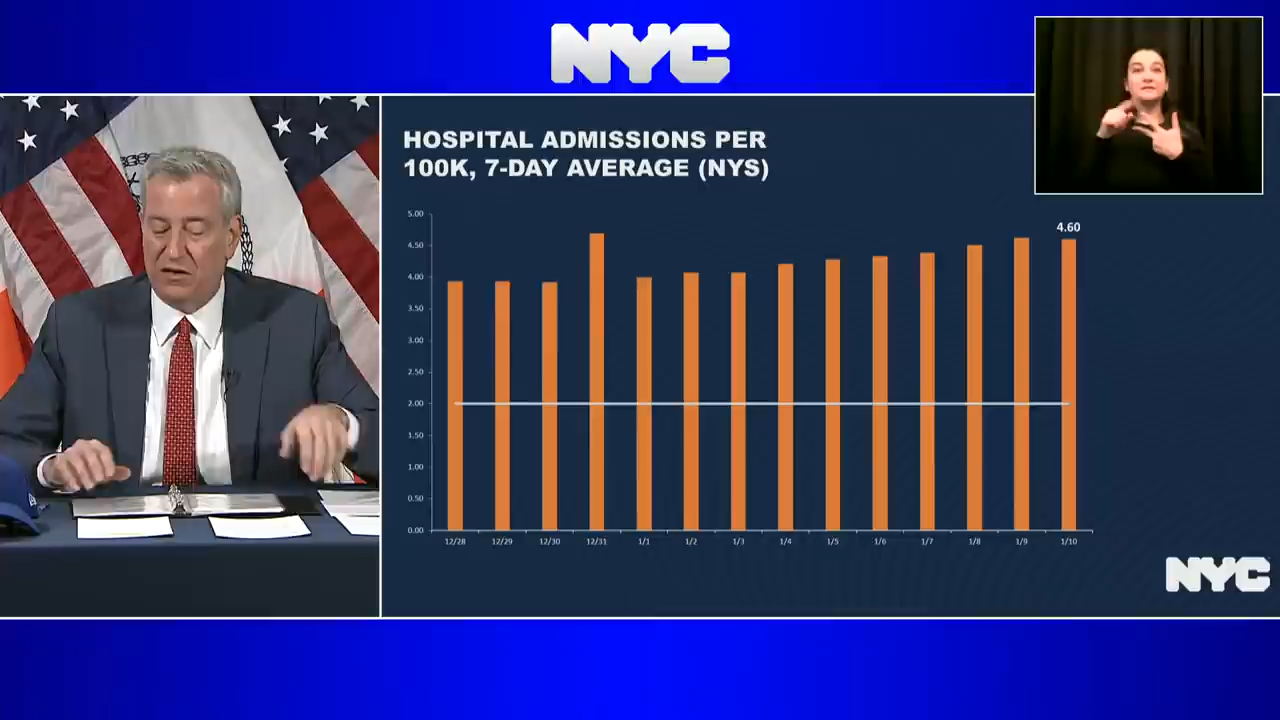 NYC
HOSPITAL ADMISSIONS PER
100K, 7-DAY AVERAGE (NYS)
5.00
4.50
4.00
3.50
3.00
2.50
2.00
1.50
1.00
0.50
0.00
4.60
12/28 12/29 12/30 12/31 1/1 1/2 1/3 1/4 1/5 1/6 1/7 1/8 1/9 1/10
NYC